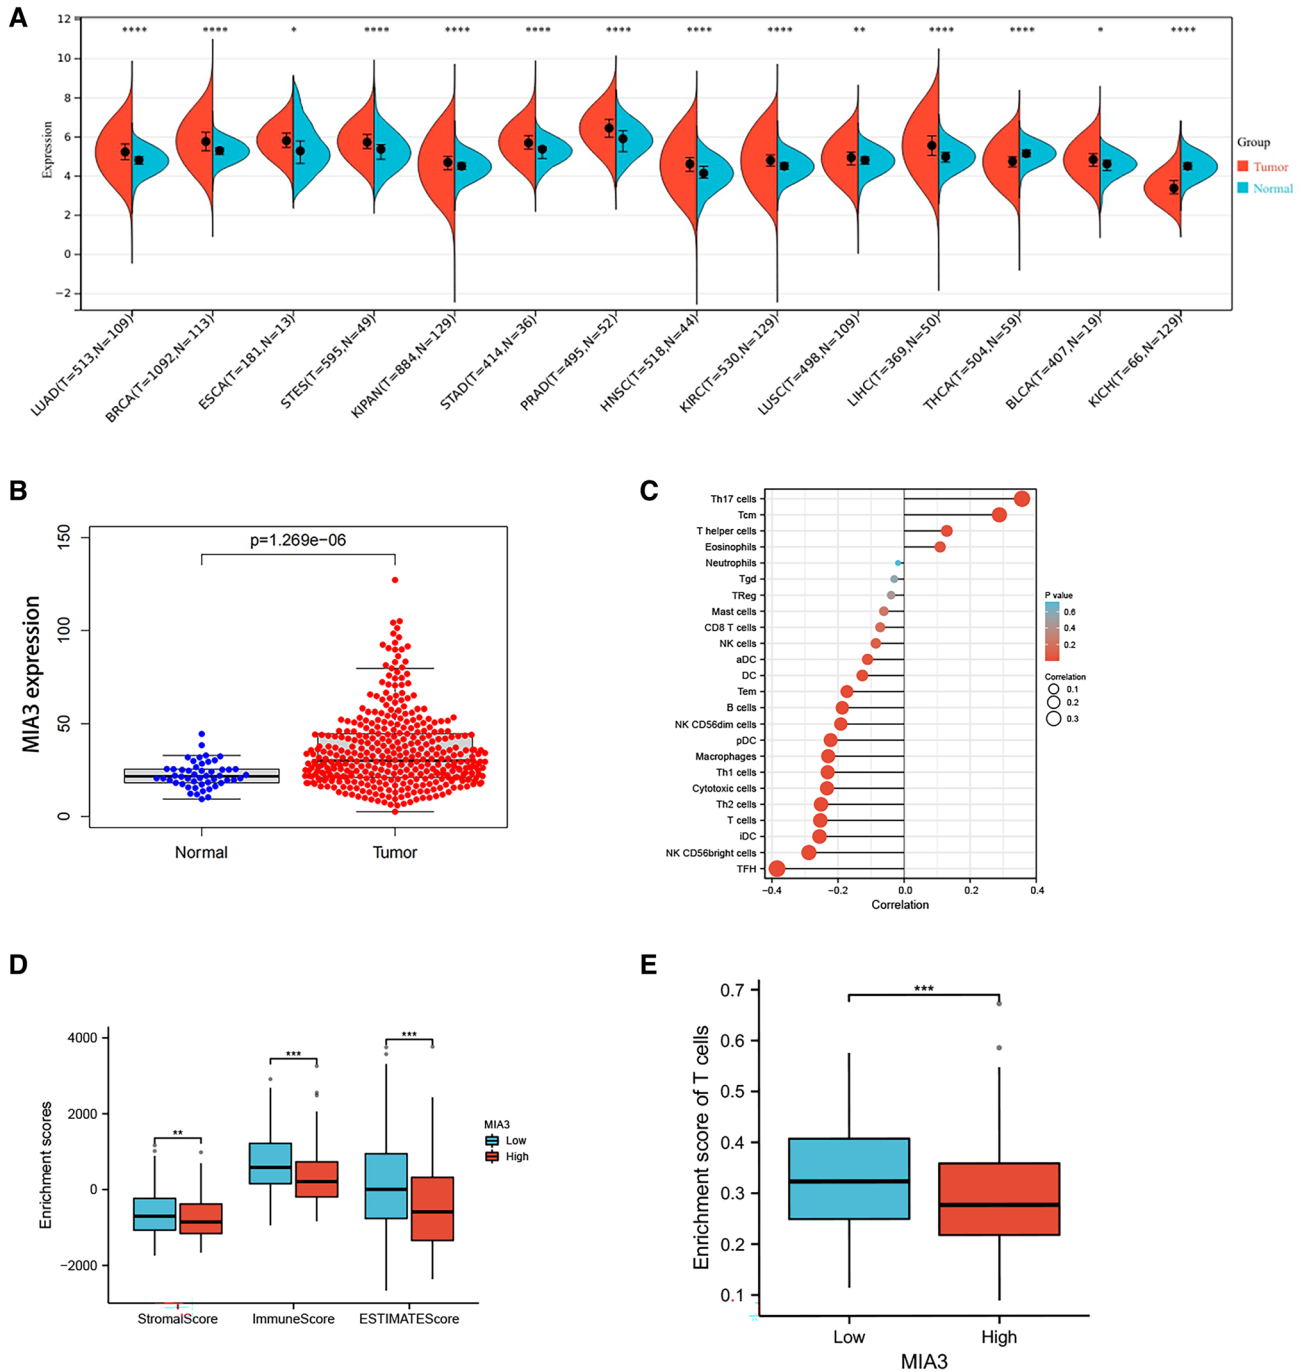 A
12
10
8
6
4
2
0
−2
Expression
**** **** * **** **** **** **** **** **** ** **** **** * ****
LUAD(T=513,N=109)
BRCA(T=1092,N=113)
ESCA(T=181,N=13)
STES(T=595,N=49)
KIPAN(T=884,N=129)
STAD(T=414,N=36)
PRAD(T=495,N=52)
HNSC(T=518,N=44)
KIRC(T=530,N=129)
LUSC(T=498,N=109)
LIHC(T=369,N=50)
THCA(T=504,N=59)
BLCA(T=407,N=19)
KICH(T=66,N=129)
Group
Tumor
Normal
B
MIA3 expression
150
100
50
0
p=1.269e−06
Normal Tumor
C
Th17 cells
Tcm
T helper cells
Eosinophils
Neutrophils
Tgd
TReg
Mast cells
CD8 T cells
NK cells
aDC
DC
Tem
B cells
NK CD56dim cells
pDC
Macrophages
Th1 cells
Cytotoxic cells
Th2 cells
T cells
iDC
NK CD56bright cells
TFH
−0.4 −0.2 0.0 0.2 0.4
Correlation
P value
0.6
0.4
0.2
Correlation
0.1
0.2
0.3
D
Enrichment scores
4000
2000
0
−2000
** *** ***
StromalScore ImmuneScore ESTIMATEScore
MIA3
Low
High
E
Enrichment score of T cells
0.7
0.6
0.5
0.4
0.3
0.2
0.1
***
Low High
MIA3